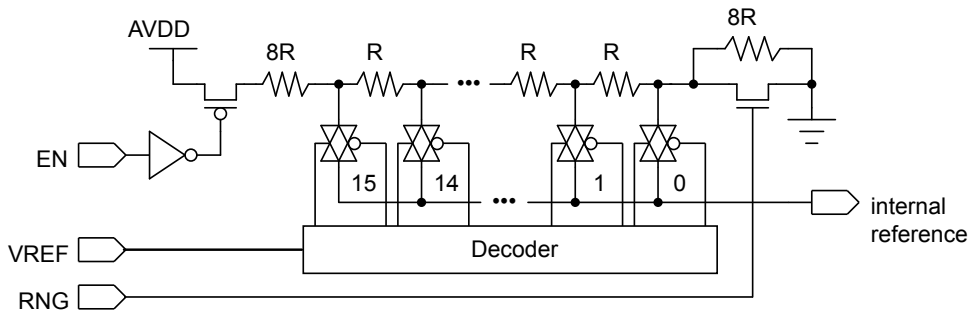 AVDD
8R
R
R
R
8R
EN
15
14
1
0
internal
reference
VREF
Decoder
RNG